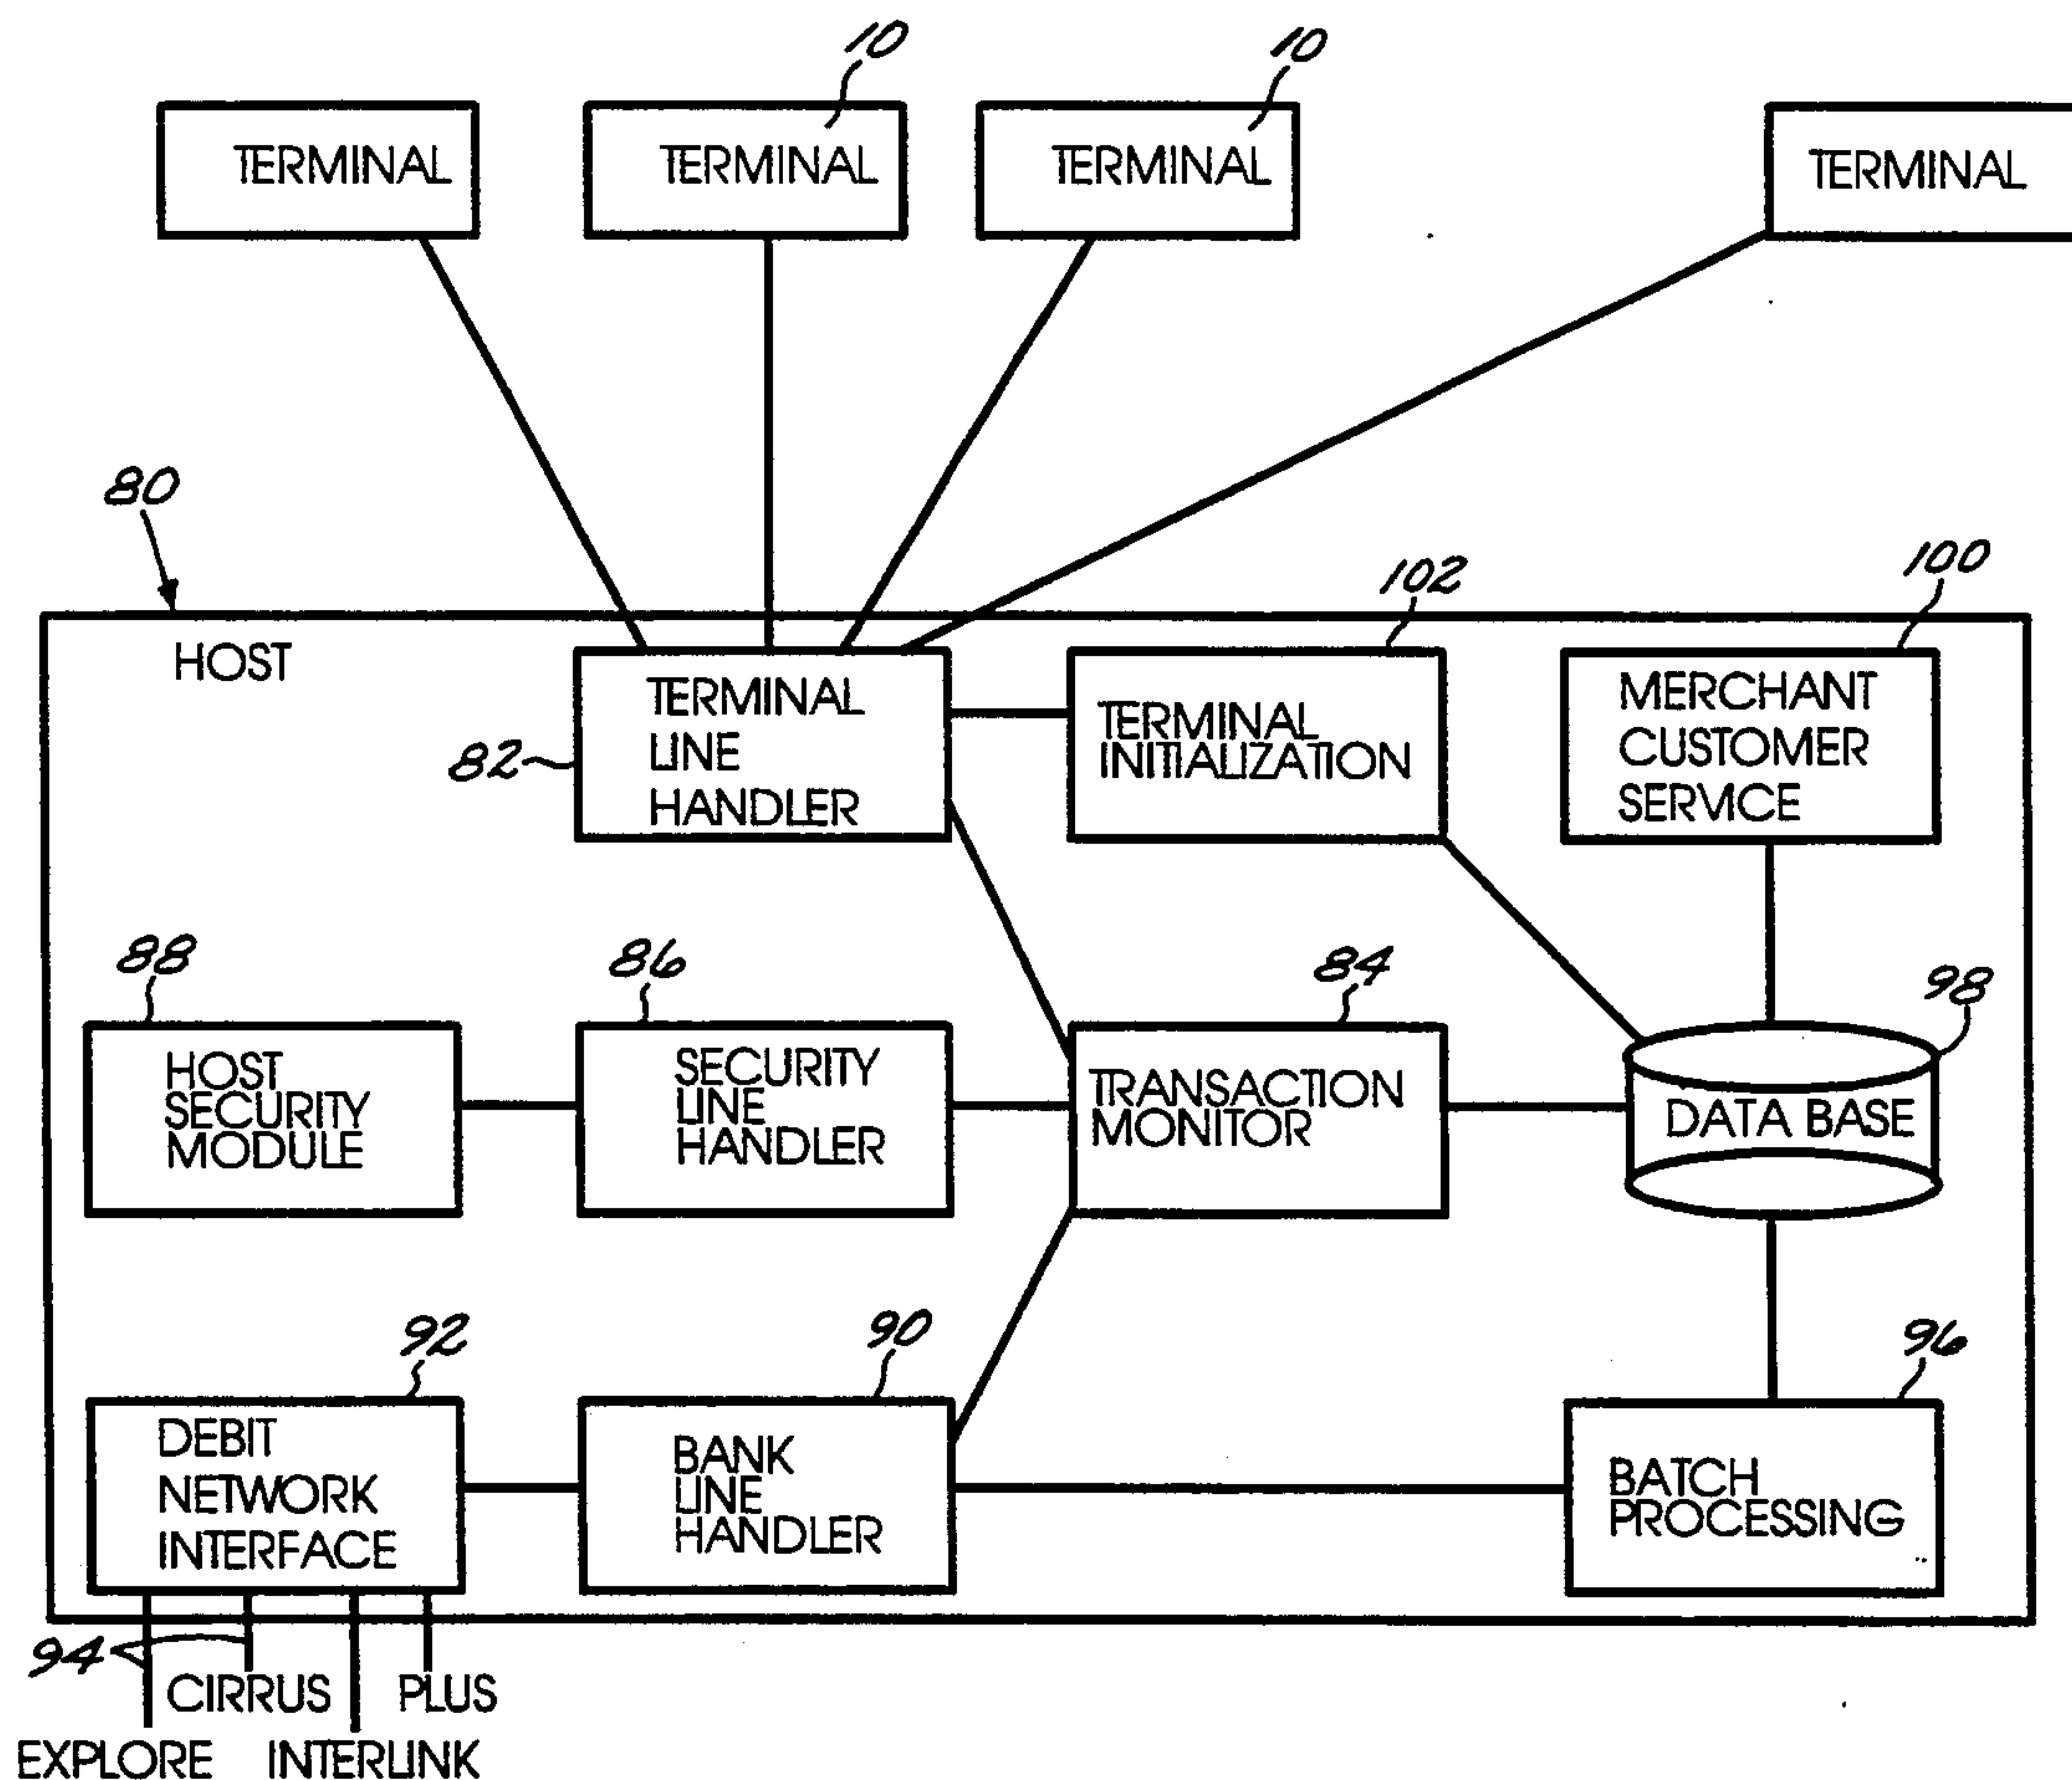 10
10
TERMINAL
TERMINAL
TERMINAL
TERMINAL
80
102
100
HOST
TERMINAL
LINE
HANDLER
82
TERMINAL
INITIALIZATION
MERCHANT
CUSTOMER
SERVICE
88
86
84
98
HOST
SECURITY
MODULE
SECURITY
LINE
HANDLER
TRANSACTION
MONITOR
DATA BASE
92
90
96
DEBIT
NETWORK
INTERFACE
BANK
LINE
HANDLER
BATCH
PROCESSING
94
CIRRUS
PLUS
EXPLORE
INTERLINK